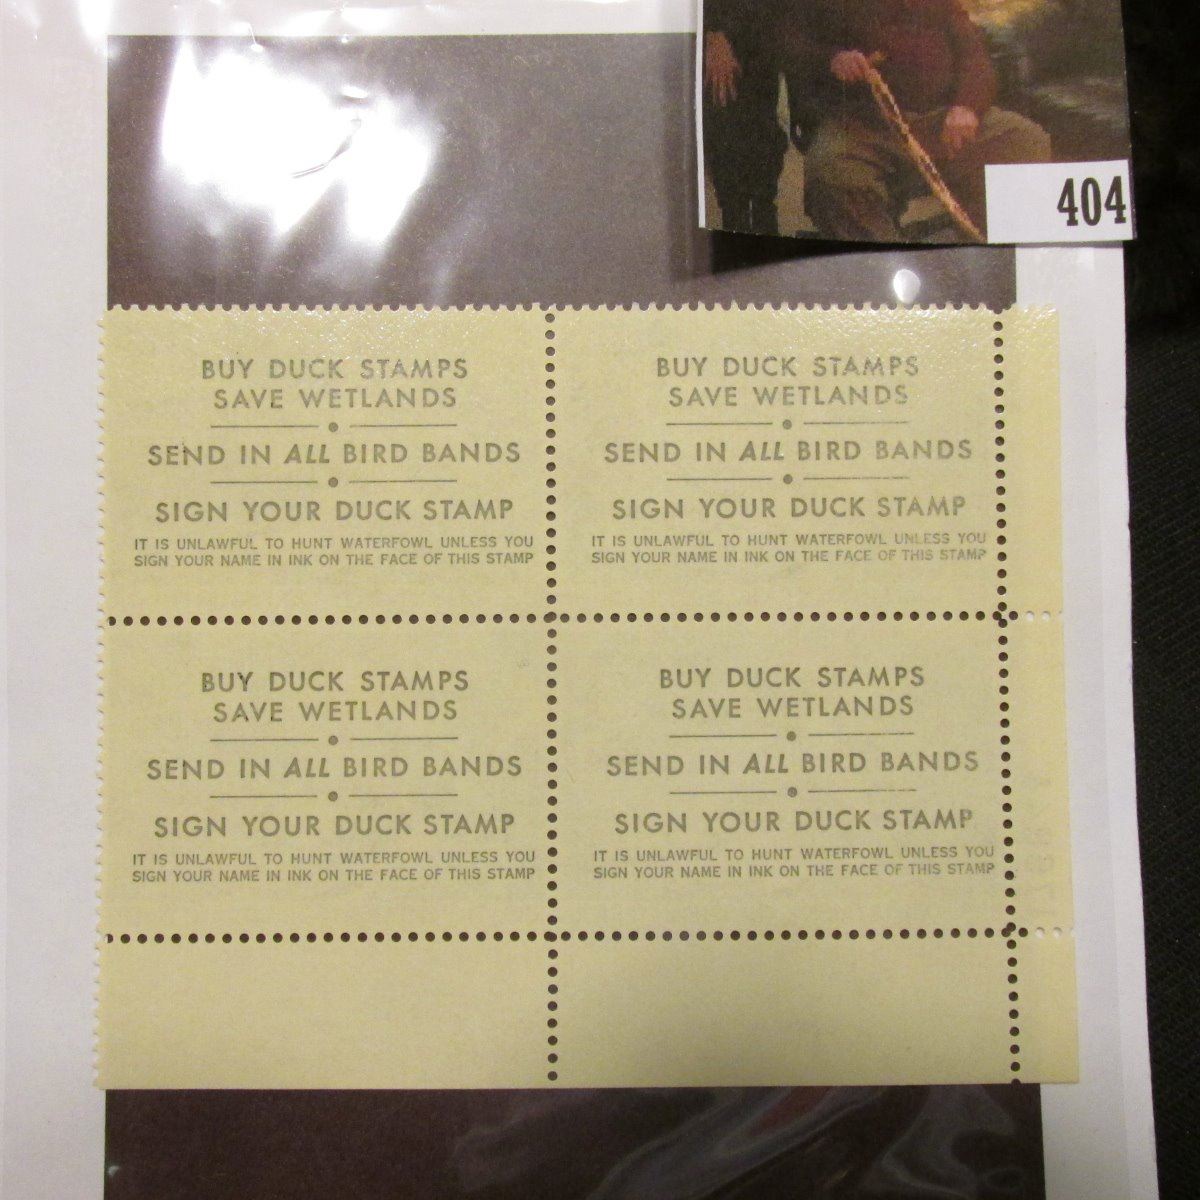 404
BUY DUCK STAMPS
SAVE WETLANDS
SEND IN ALL BIRD BANDS
SIGN YOUR DUCK STAMP
IT IS UNLAWFUL TO HUNT WATERFOWL UNLESS YOU
SIGN YOUR NAME IN INK ON THE FACE OF THIS STAMP
BUY DUCK STAMPS
SAVE WETLANDS
SEND IN ALL BIRD BANDS
SIGN YOUR DUCK STAMP
IT IS UNLAWFUL TO HUNT WATERFOWL UNLESS YOU
SIGN YOUR NAME IN INK ON THE FACE OF THIS STAMP
BUY DUCK STAMPS
SAVE WETLANDS
SEND IN ALL BIRD BANDS
SIGN YOUR DUCK STAMP
IT IS UNLAWFUL TO HUNT WATERFOWL UNLESS YOU
SIGN YOUR NAME IN INK ON THE FACE OF THIS STAMP
BUY DUCK STAMPS
SAVE WETLANDS
SEND IN ALL BIRD BANDS
SIGN YOUR DUCK STAMP
IT IS UNLAWFUL TO HUNT WATERFOWL UNLESS YOU
SIGN YOUR NAME IN INK ON THE FACE OF THIS STAMP